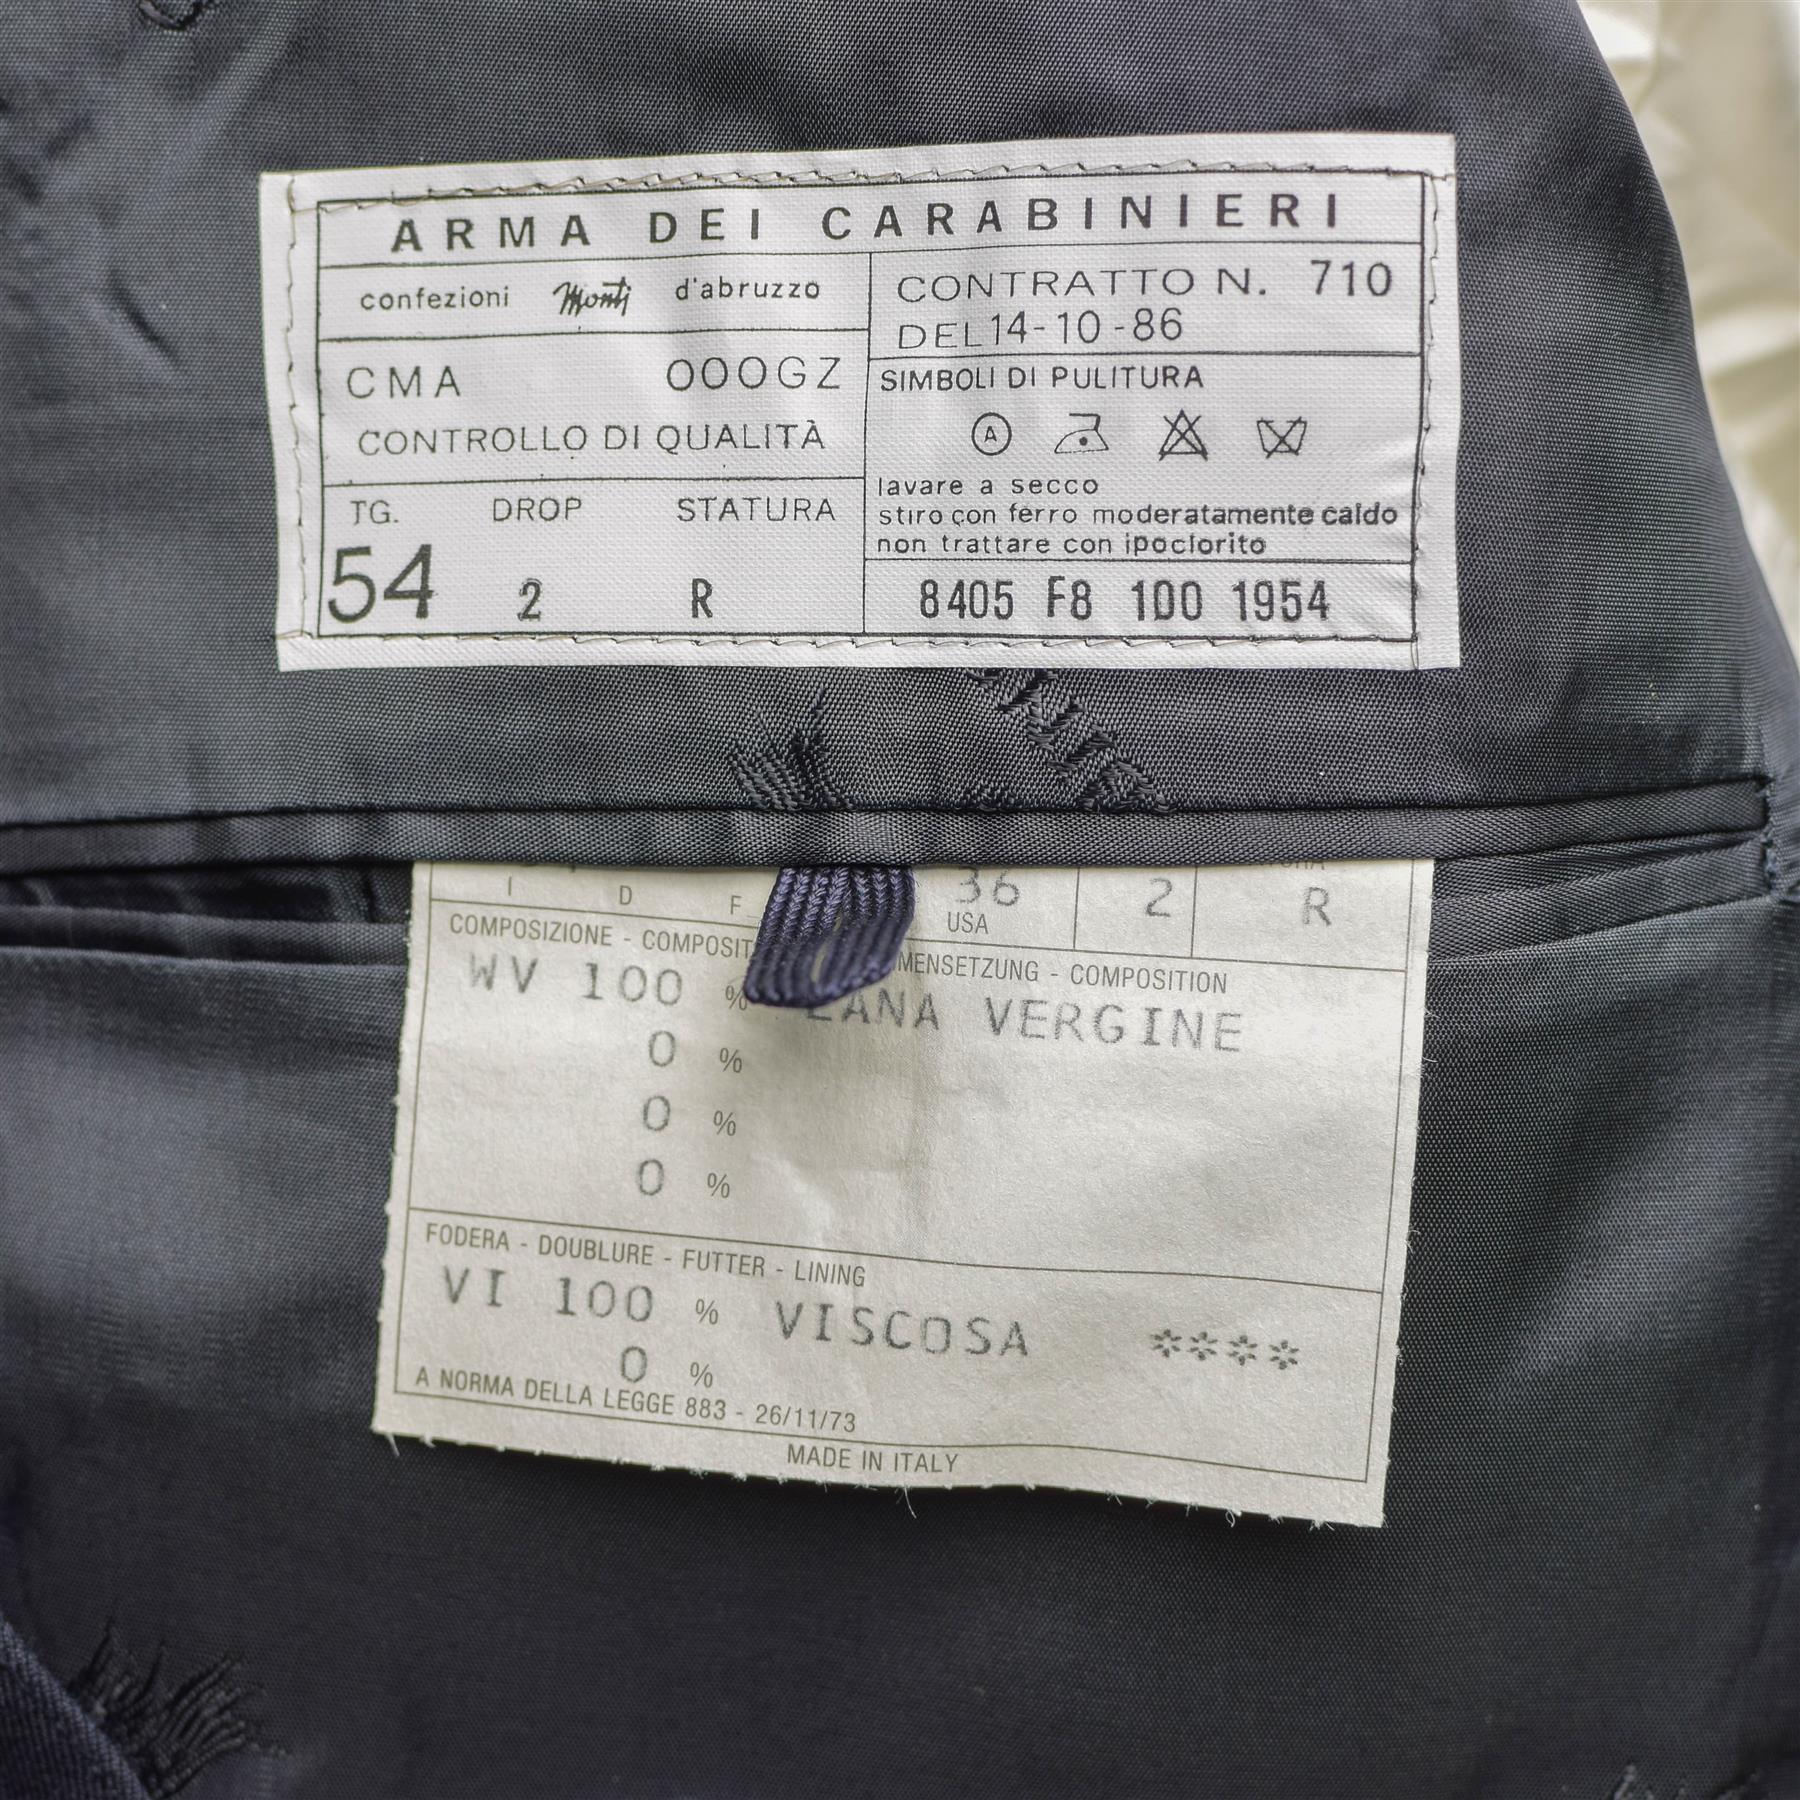 ARMA DEI CARABINIERI
confezioni Monti d'abruzzo
CONTRATTO N. 710
DEL 14-10-86
CMA 000GZ
CONTROLLO DI QUALITÀ
SIMBOLI DI PULITURA
A
lavare a secco
stiro con ferro moderatamente caldo
non trattare con ipoclorito
TG. DROP STATURA
54 2 R
8405 F8 100 1954
36 2 R
I D F USA
COMPOSIZIONE - COMPOSIT MENSETZUNG - COMPOSITION
WV 100 % LANA VERGINE
0 %
0 %
0 %
FODERA - DOUBLURE - FUTTER - LINING
VI 100 % VISCOSA ****
0 %
A NORMA DELLA LEGGE 883 - 26/11/73
MADE IN ITALY